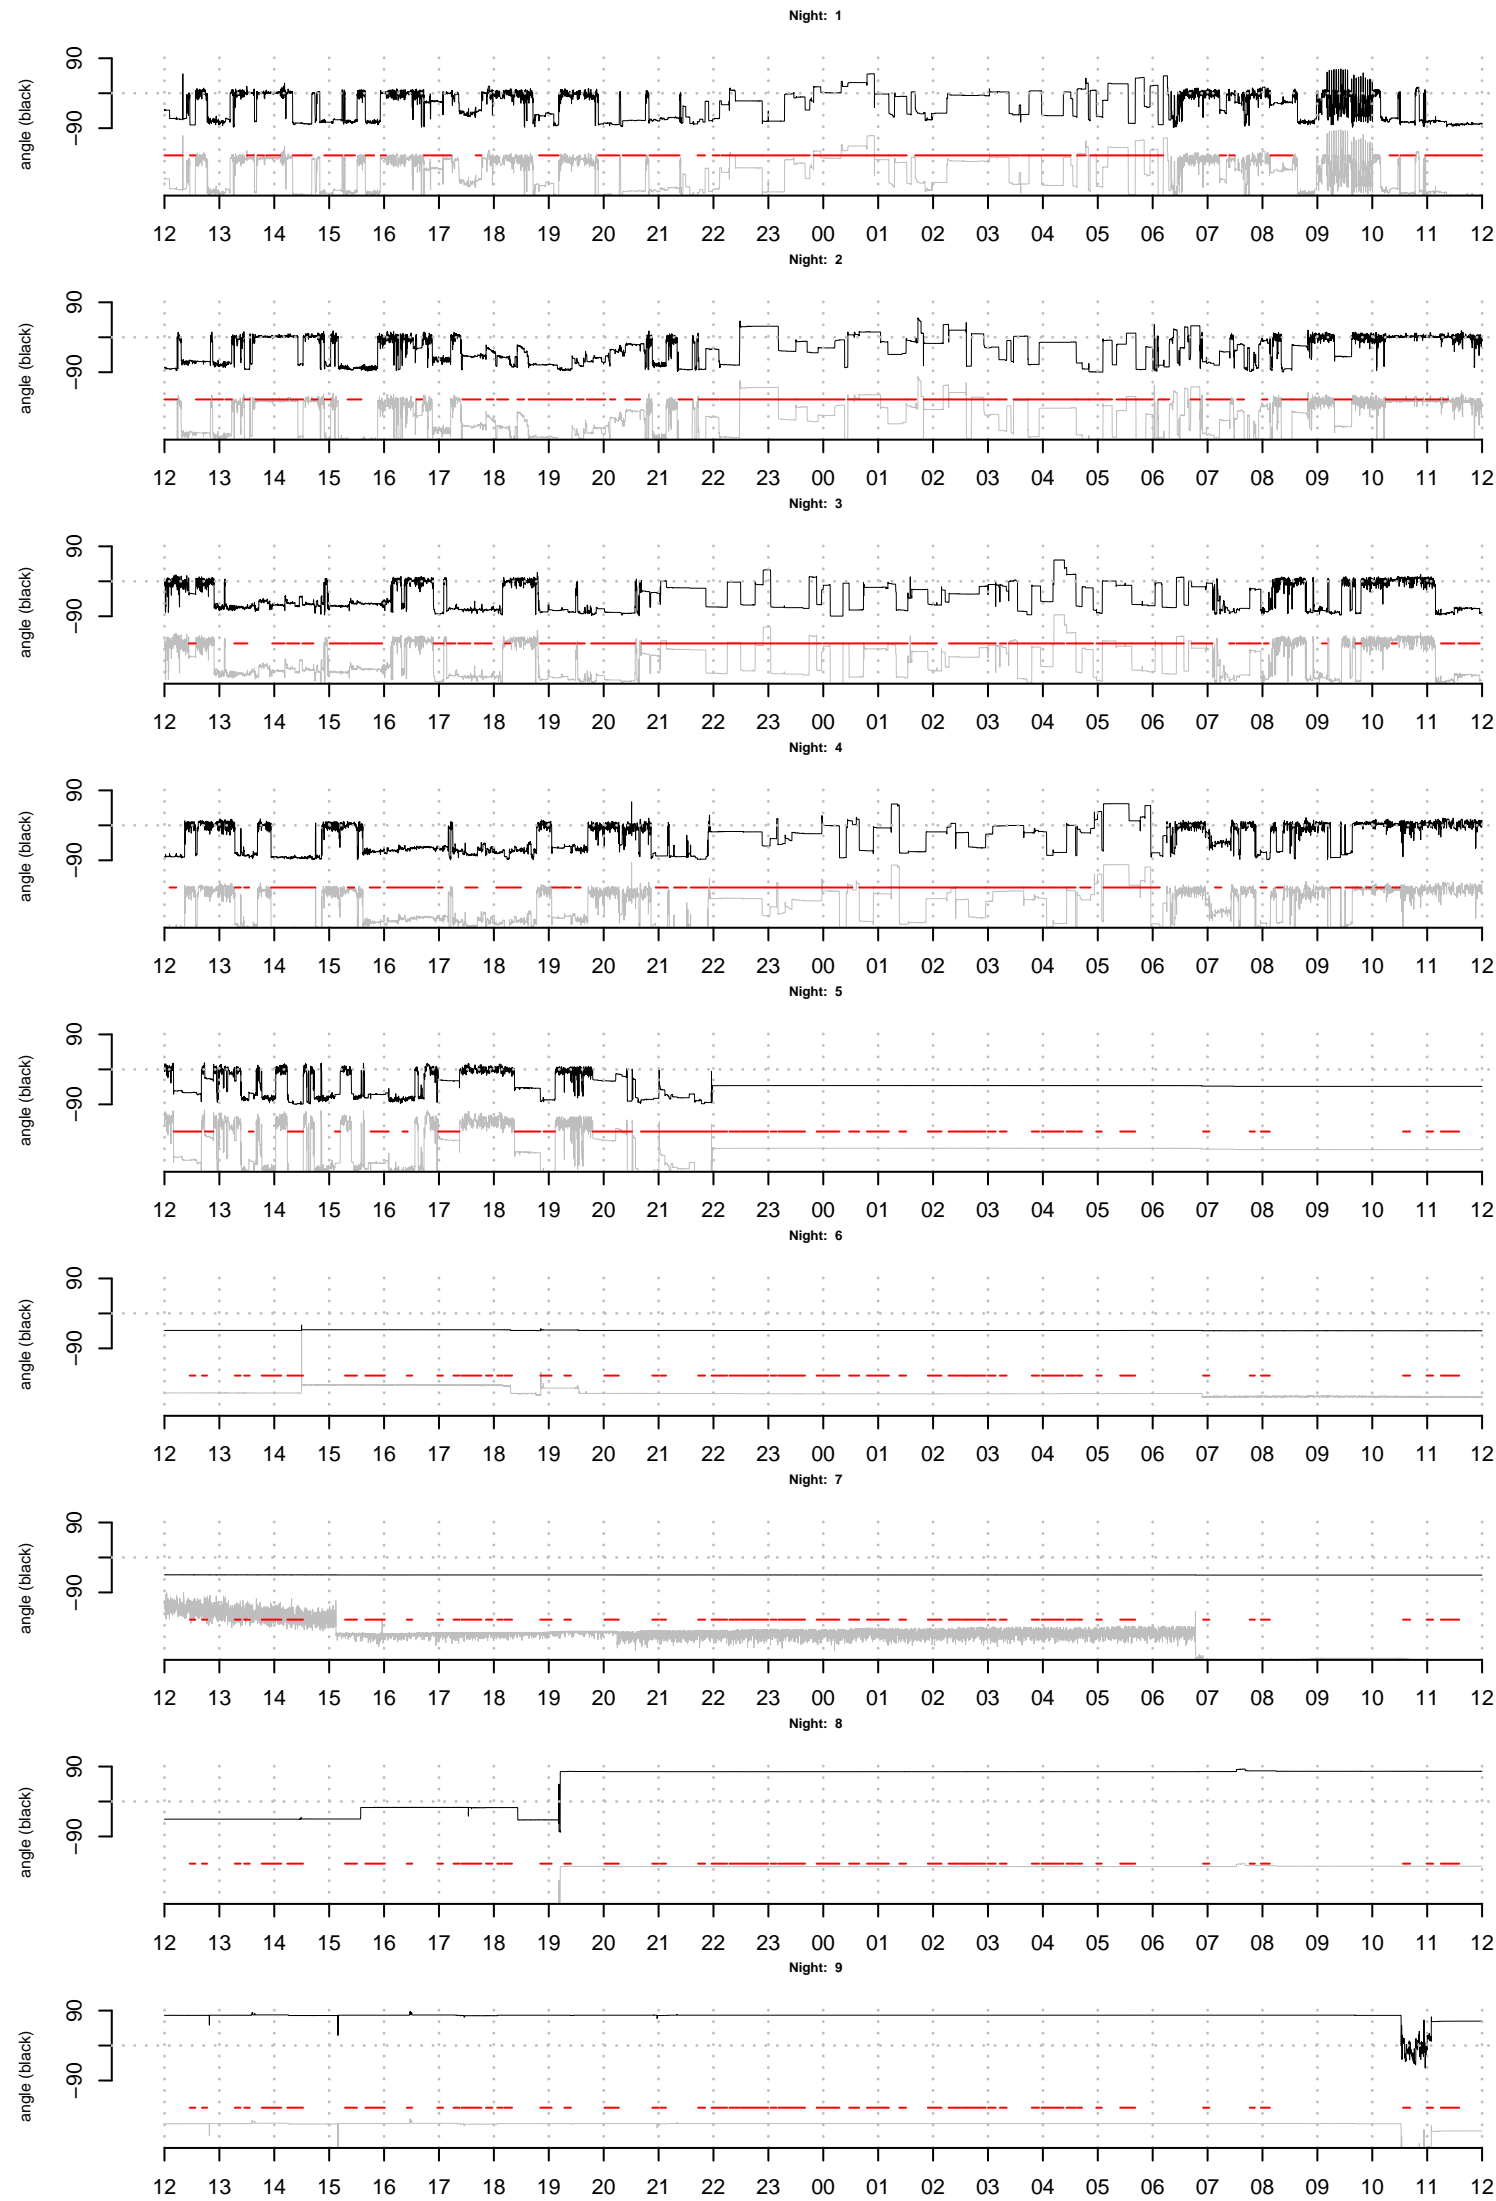 Night: 1
90
-90
angle (black)
12 13 14 15 16 17 18 19 20 21 22 23 00 01 02 03 04 05 06 07 08 09 10 11 12
Night: 2
90
-90
angle (black)
12 13 14 15 16 17 18 19 20 21 22 23 00 01 02 03 04 05 06 07 08 09 10 11 12
Night: 3
90
-90
angle (black)
12 13 14 15 16 17 18 19 20 21 22 23 00 01 02 03 04 05 06 07 08 09 10 11 12
Night: 4
90
-90
angle (black)
12 13 14 15 16 17 18 19 20 21 22 23 00 01 02 03 04 05 06 07 08 09 10 11 12
Night: 5
90
-90
angle (black)
12 13 14 15 16 17 18 19 20 21 22 23 00 01 02 03 04 05 06 07 08 09 10 11 12
Night: 6
90
-90
angle (black)
12 13 14 15 16 17 18 19 20 21 22 23 00 01 02 03 04 05 06 07 08 09 10 11 12
Night: 7
90
-90
angle (black)
12 13 14 15 16 17 18 19 20 21 22 23 00 01 02 03 04 05 06 07 08 09 10 11 12
Night: 8
90
-90
angle (black)
12 13 14 15 16 17 18 19 20 21 22 23 00 01 02 03 04 05 06 07 08 09 10 11 12
Night: 9
90
-90
angle (black)
12 13 14 15 16 17 18 19 20 21 22 23 00 01 02 03 04 05 06 07 08 09 10 11 12